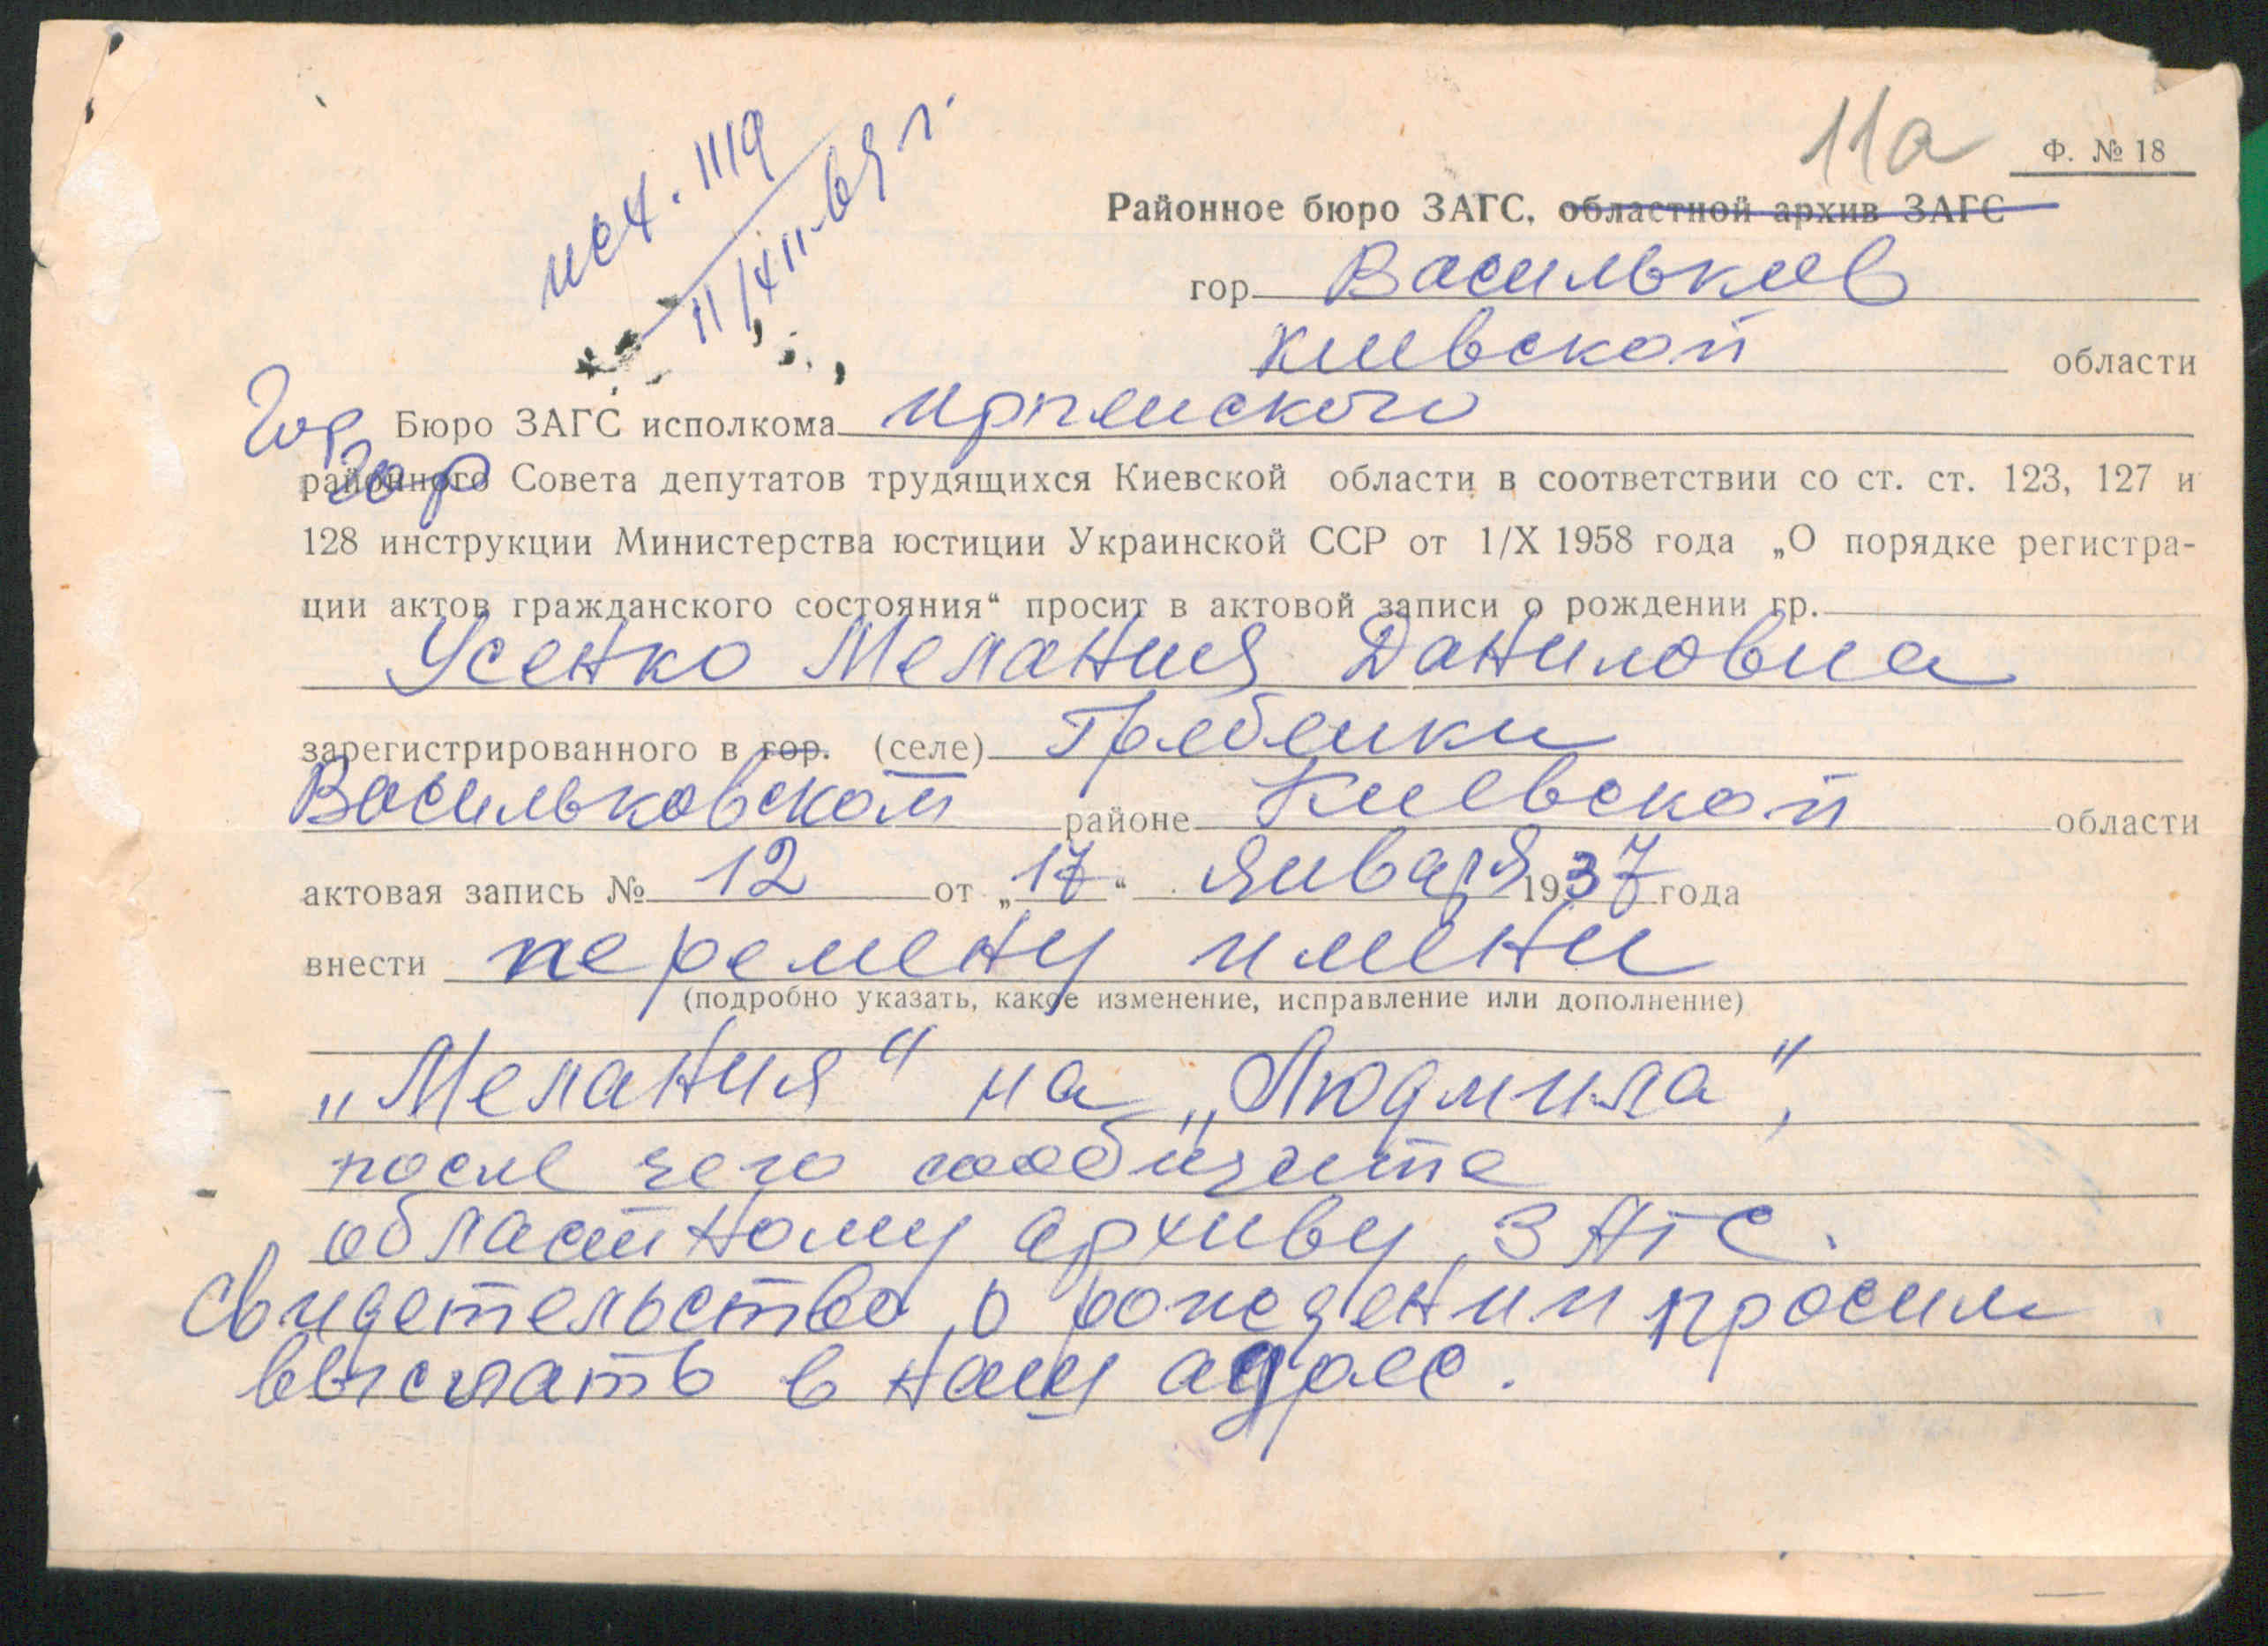 исх. 1119
11/XII-69 г.
11а
Ф. № 18
Районное бюро ЗАГС, областной архив ЗАГС
гор. Васильков
Киевской области
Гор Бюро ЗАГС исполкома Ирпенского
районного гор Совета депутатов трудящихся Киевской области в соответствии со ст. ст. 123, 127 и
128 инструкции Министерства юстиции Украинской ССР от 1/X 1958 года „О порядке регистра-
ции актов гражданского состояния“ просит в актовой записи о рождении гр.
Усенко Мелания Даниловна
зарегистрированного в гор. (селе) Гребенки
Васильковском районе Киевской области
актовая запись № 12 от „17“ января 1937 года
внести перемену имени
(подробно указать, какое изменение, исправление или дополнение)
„Мелания“ на „Людмила“,
после чего сообщите
областному архиву ЗАГС.
Свидетельство о рождении просим
выслать в наш адрес.